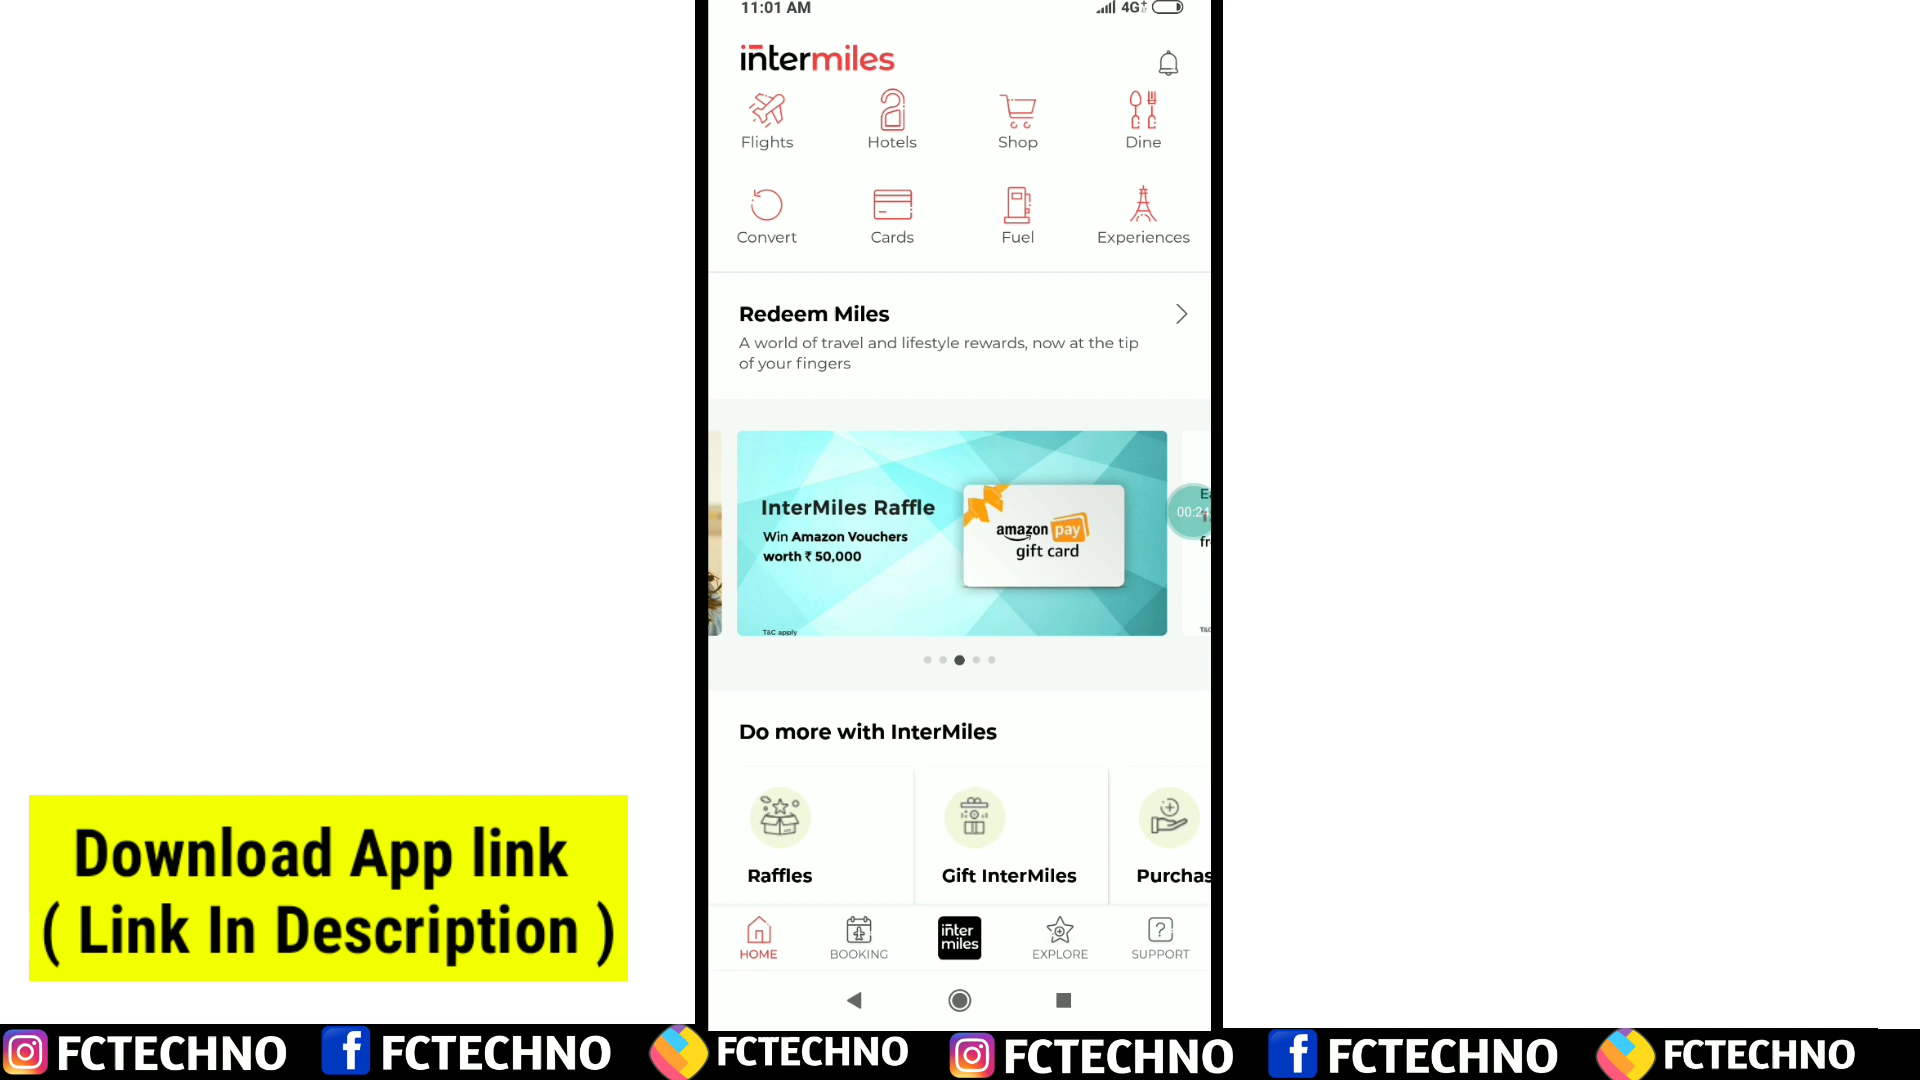 11:01 AM
4G+
intermiles
Flights
Hotels
Shop
Dine
Convert
Cards
Fuel
Experiences
Redeem Miles
A world of travel and lifestyle rewards, now at the tip
of your fingers
InterMiles Raffle
Win Amazon Vouchers
worth ₹ 50,000
T&C apply
amazon pay
gift card
00:24
Do more with InterMiles
Raffles
Gift InterMiles
Purchas
HOME
BOOKING
inter
miles
EXPLORE
SUPPORT
Download App link
( Link In Description )
FCTECHNO
FCTECHNO
FCTECHNO
FCTECHNO
FCTECHNO
FCTECHNO